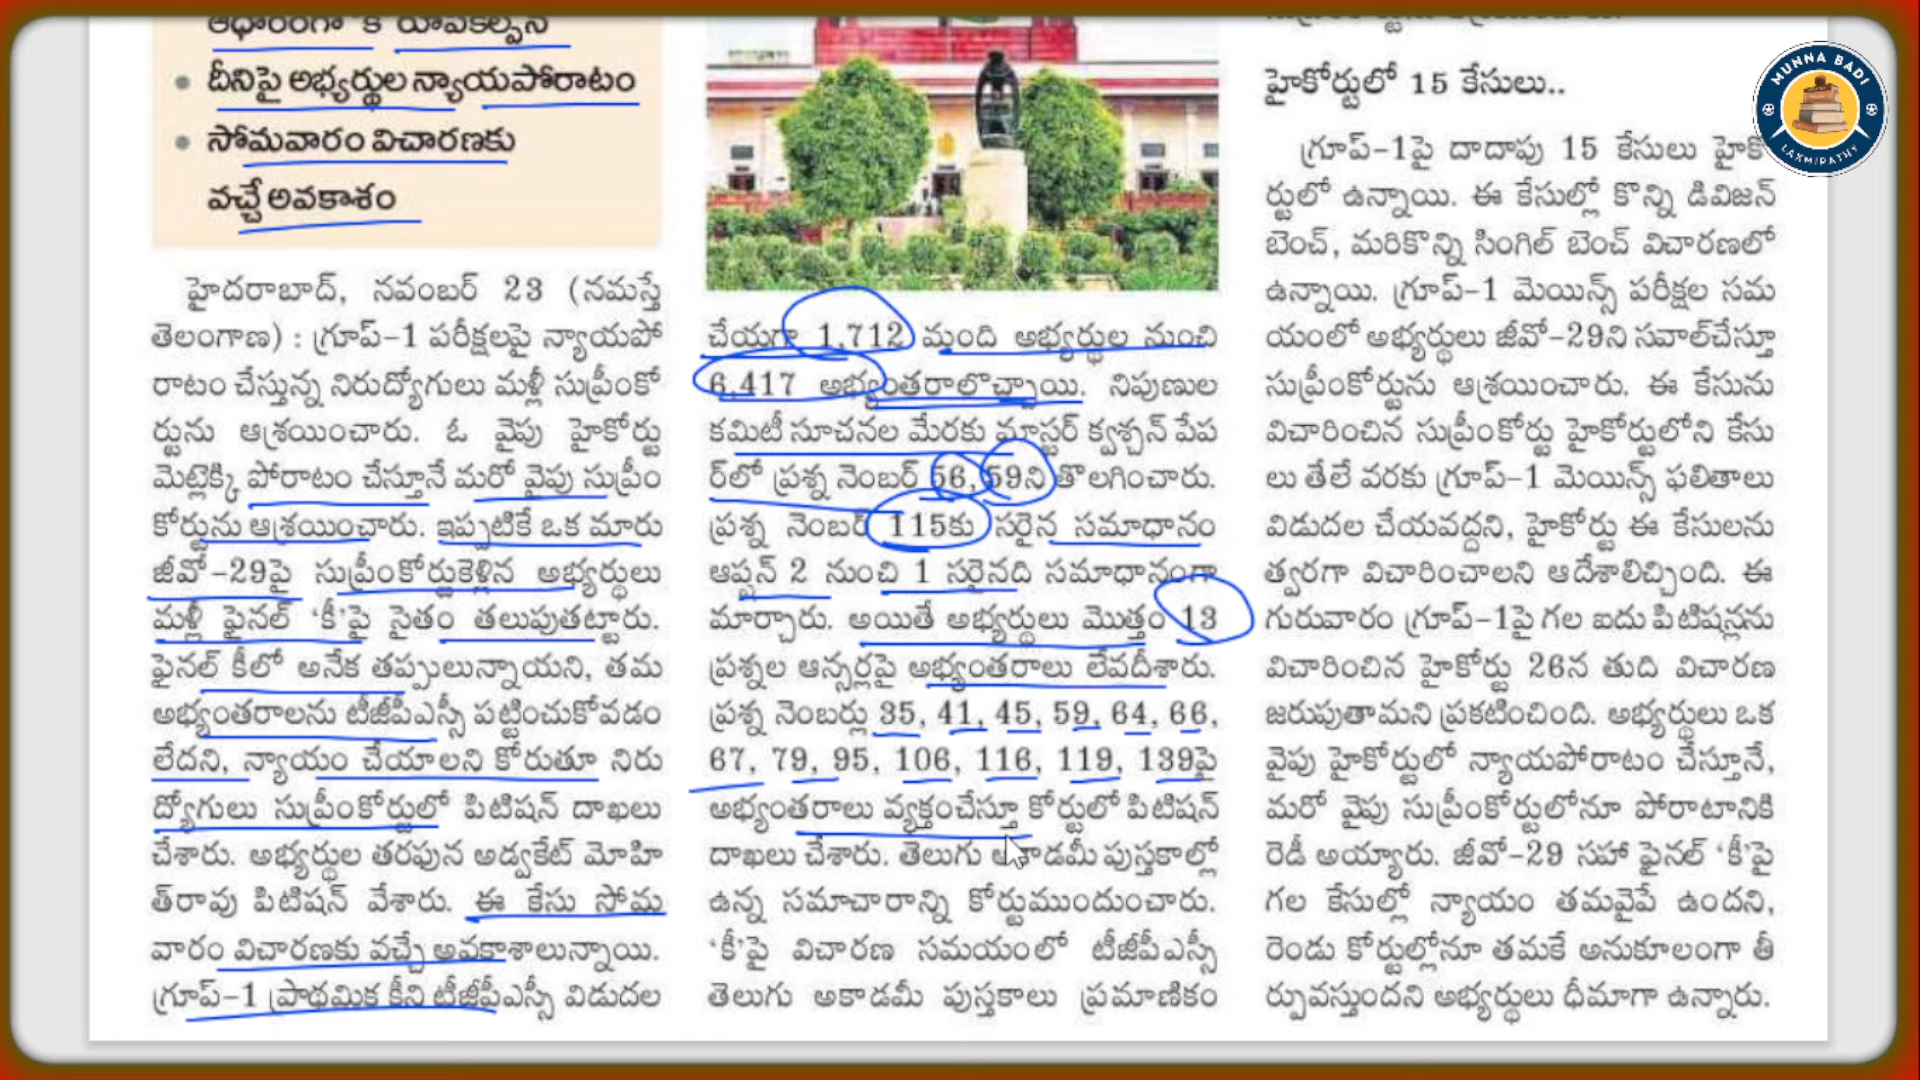 ఆధారంగా 'కీ' రూపకల్పన
దీనిపై అభ్యర్థుల న్యాయపోరాటం
సోమవారం విచారణకు
వచ్చే అవకాశం
హైదరాబాద్, నవంబర్ 23 (నమస్తే
తెలంగాణ) : గ్రూప్-1 పరీక్షలపై న్యాయపో
రాటం చేస్తున్న నిరుద్యోగులు మళ్లీ సుప్రీంకో
ర్టును ఆశ్రయించారు. ఓ వైపు హైకోర్టు
మెట్లెక్కి పోరాటం చేస్తూనే మరో వైపు సుప్రీం
కోర్టును ఆశ్రయించారు. ఇప్పటికే ఒక మారు
జీవో-29పై సుప్రీంకోర్టుకెళ్లిన అభ్యర్థులు
మళ్లీ ఫైనల్ 'కీ'పై సైతం తలుపుతట్టారు.
ఫైనల్ కీలో అనేక తప్పులున్నాయని, తమ
అభ్యంతరాలను టీజీపీఎస్సీ పట్టించుకోవడం
లేదని, న్యాయం చేయాలని కోరుతూ నిరు
ద్యోగులు సుప్రీంకోర్టులో పిటిషన్ దాఖలు
చేశారు. అభ్యర్థుల తరఫున అడ్వకేట్ మోహి
త్‌రావు పిటిషన్ వేశారు. ఈ కేసు సోమ
వారం విచారణకు వచ్చే అవకాశాలున్నాయి.
గ్రూప్-1 ప్రాథమిక కీని టీజీపీఎస్సీ విడుదల
చేయగా 1,712 మంది అభ్యర్థుల నుంచి
6,417 అభ్యంతరాలొచ్చాయి. నిపుణుల
కమిటీ సూచనల మేరకు మాస్టర్ క్వశ్చన్ పేప
ర్‌లో ప్రశ్న నెంబర్ 56, 59ని తొలగించారు.
ప్రశ్న నెంబర్ 115కు సరైన సమాధానం
ఆప్షన్ 2 నుంచి 1 సరైనది సమాధానంగా
మార్చారు. అయితే అభ్యర్థులు మొత్తం 13
ప్రశ్నల ఆన్సర్లపై అభ్యంతరాలు లేవదీశారు.
ప్రశ్న నెంబర్లు 35, 41, 45, 59, 64, 66,
67, 79, 95, 106, 116, 119, 139పై
అభ్యంతరాలు వ్యక్తంచేస్తూ కోర్టులో పిటిషన్
దాఖలు చేశారు. తెలుగు అకాడమీ పుస్తకాల్లో
ఉన్న సమాచారాన్ని కోర్టుముందుంచారు.
'కీ'పై విచారణ సమయంలో టీజీపీఎస్సీ
తెలుగు అకాడమీ పుస్తకాలు ప్రమాణికం
హైకోర్టులో 15 కేసులు..
గ్రూప్-1పై దాదాపు 15 కేసులు హైకో
ర్టులో ఉన్నాయి. ఈ కేసుల్లో కొన్ని డివిజన్
బెంచ్, మరికొన్ని సింగిల్ బెంచ్ విచారణలో
ఉన్నాయి. గ్రూప్-1 మెయిన్స్ పరీక్షల సమ
యంలో అభ్యర్థులు జీవో-29ని సవాల్‌చేస్తూ
సుప్రీంకోర్టును ఆశ్రయించారు. ఈ కేసును
విచారించిన సుప్రీంకోర్టు హైకోర్టులోని కేసు
లు తేలే వరకు గ్రూప్-1 మెయిన్స్ ఫలితాలు
విడుదల చేయవద్దని, హైకోర్టు ఈ కేసులను
త్వరగా విచారించాలని ఆదేశాలిచ్చింది. ఈ
గురువారం గ్రూప్-1పై గల ఐదు పిటిషన్లను
విచారించిన హైకోర్టు 26న తుది విచారణ
జరుపుతామని ప్రకటించింది. అభ్యర్థులు ఒక
వైపు హైకోర్టులో న్యాయపోరాటం చేస్తూనే,
మరో వైపు సుప్రీంకోర్టులోనూ పోరాటానికి
రెడీ అయ్యారు. జీవో-29 సహా ఫైనల్ 'కీ'పై
గల కేసుల్లో న్యాయం తమవైపే ఉందని,
రెండు కోర్టుల్లోనూ తమకే అనుకూలంగా తీ
ర్పువస్తుందని అభ్యర్థులు ధీమాగా ఉన్నారు.
MUNNA BADI
LAXMIPATHY